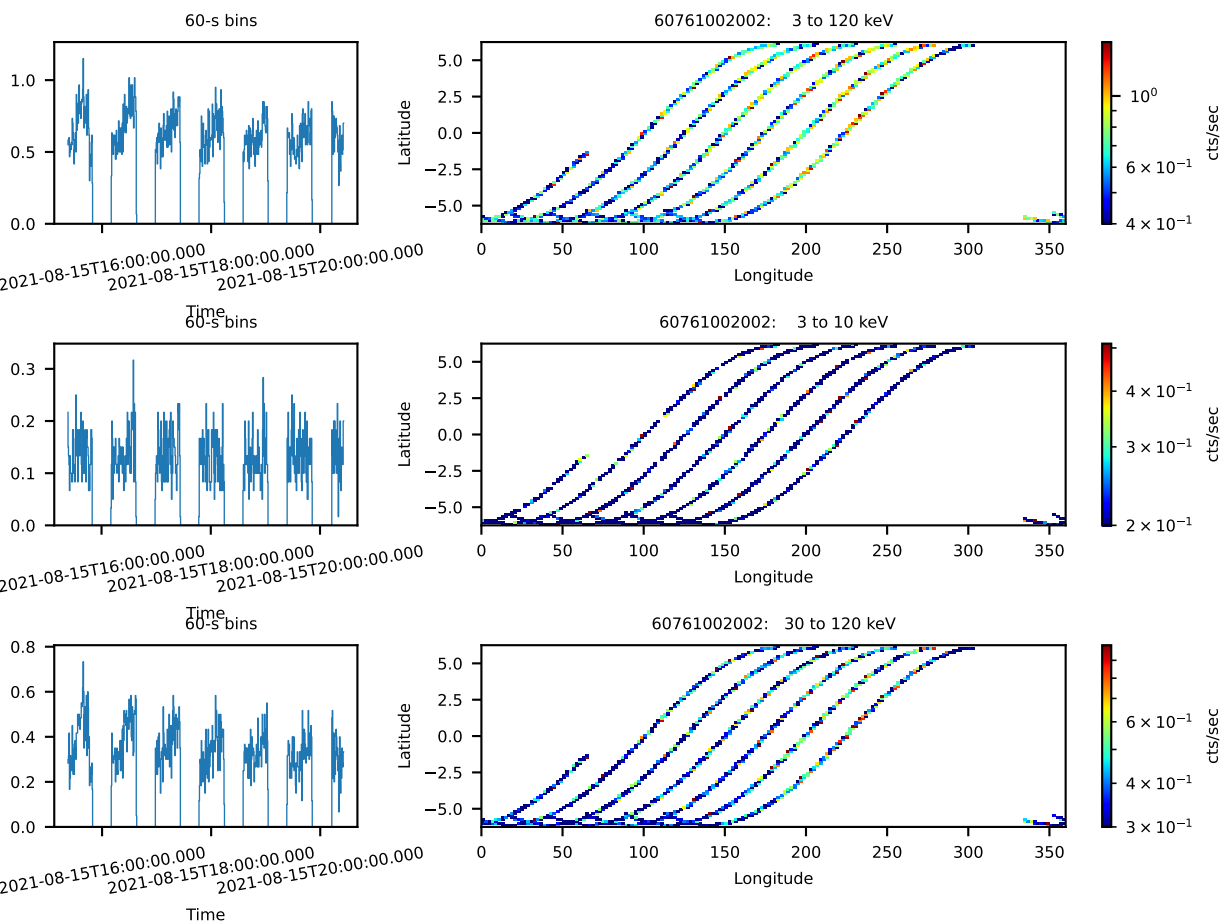 60-s bins
60761002002:    3 to 120 keV
1.0
0.5
0.0
2021-08-15T16:00:00.000
2021-08-15T18:00:00.000
2021-08-15T20:00:00.000
Time
Latitude
5.0
2.5
0.0
−2.5
−5.0
0 50 100 150 200 250 300 350
Longitude
10^0
6 × 10^−1
4 × 10^−1
cts/sec
60-s bins
60761002002:    3 to 10 keV
0.3
0.2
0.1
0.0
2021-08-15T16:00:00.000
2021-08-15T18:00:00.000
2021-08-15T20:00:00.000
Time
Latitude
5.0
2.5
0.0
−2.5
−5.0
0 50 100 150 200 250 300 350
Longitude
4 × 10^−1
3 × 10^−1
2 × 10^−1
cts/sec
60-s bins
60761002002:   30 to 120 keV
0.8
0.6
0.4
0.2
0.0
2021-08-15T16:00:00.000
2021-08-15T18:00:00.000
2021-08-15T20:00:00.000
Time
Latitude
5.0
2.5
0.0
−2.5
−5.0
0 50 100 150 200 250 300 350
Longitude
6 × 10^−1
4 × 10^−1
3 × 10^−1
cts/sec